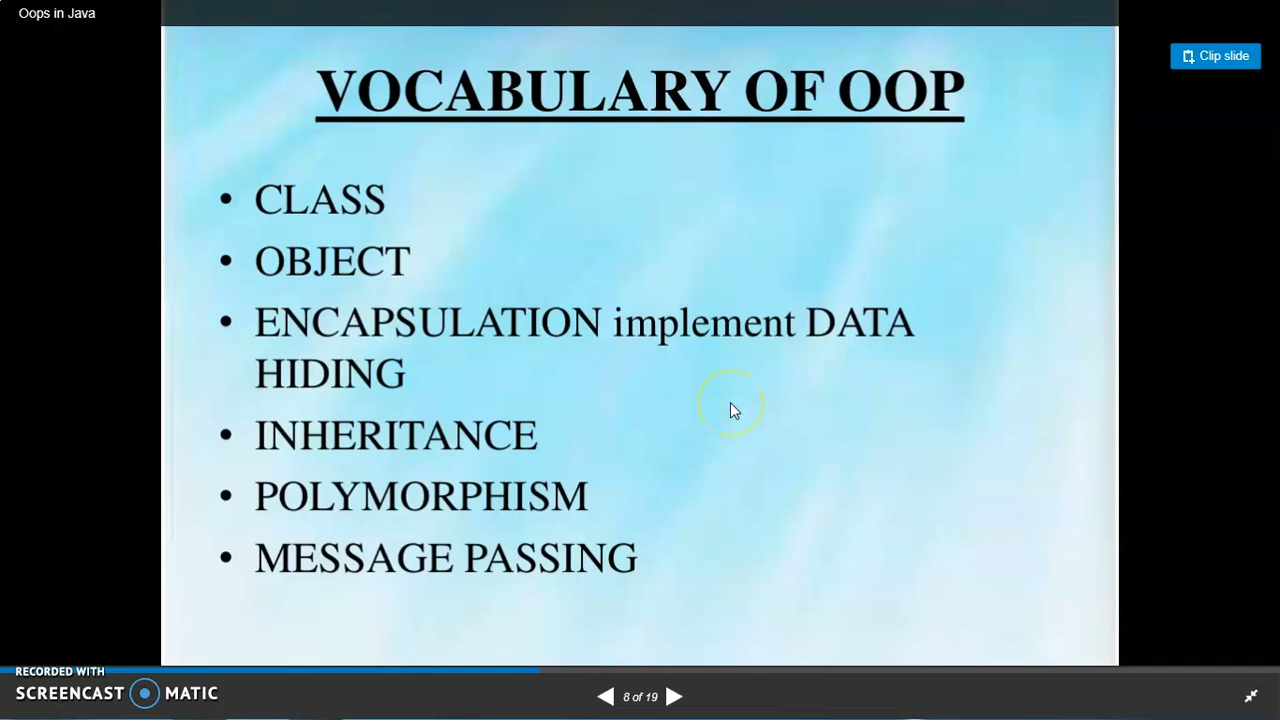 Oops in Java
Clip slide
VOCABULARY OF OOP
• CLASS
• OBJECT
• ENCAPSULATION implement DATA
HIDING
• INHERITANCE
• POLYMORPHISM
• MESSAGE PASSING
RECORDED WITH
SCREENCAST MATIC
8 of 19